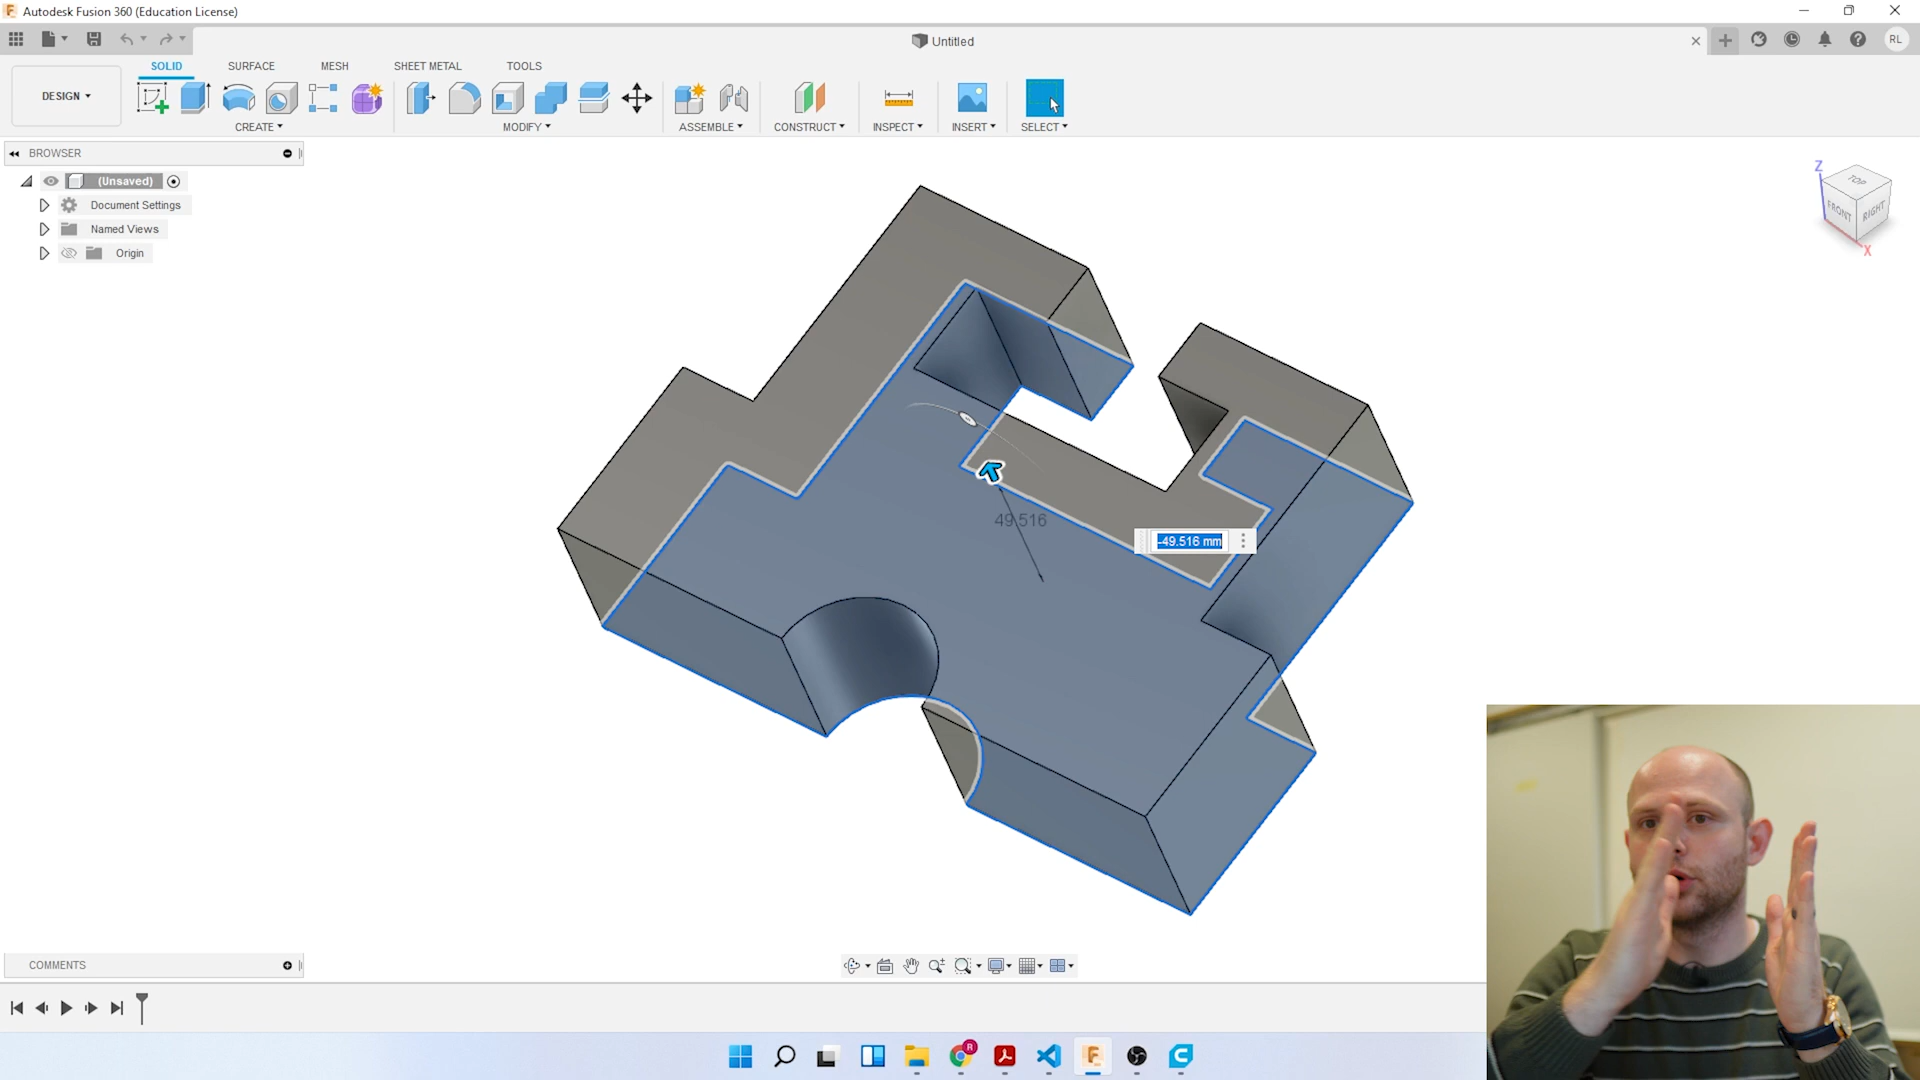 Autodesk Fusion 360 (Education License)
Untitled
RL
DESIGN
SOLID
SURFACE
MESH
SHEET METAL
TOOLS
CREATE
MODIFY
ASSEMBLE
CONSTRUCT
INSPECT
INSERT
SELECT
BROWSER
(Unsaved)
Document Settings
Named Views
Origin
Z
TOP
FRONT
RIGHT
X
49.516
-49.516 mm
COMMENTS
R